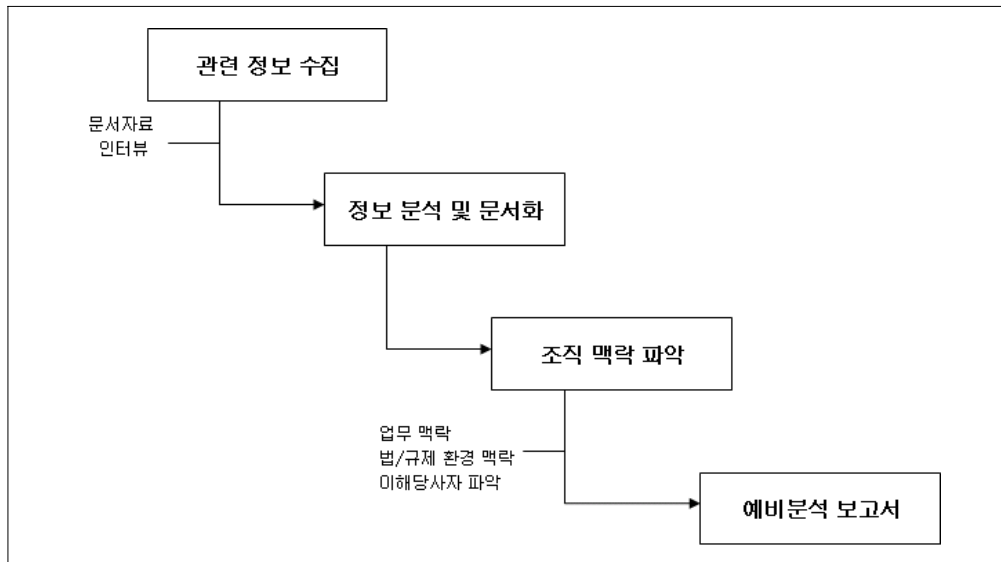 관련 정보 수집
문서자료
인터뷰
정보 분석 및 문서화
조직 맥락 파악
업무 맥락
법/규제 환경 맥락
이해당사자 파악
예비분석 보고서